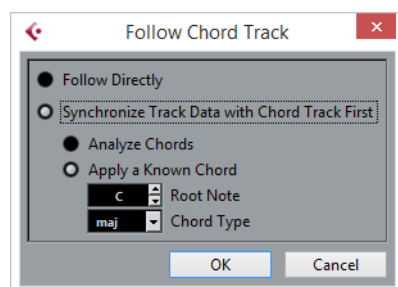 Follow Chord Track
Follow Directly
Synchronize Track Data with Chord Track First
Analyze Chords
Apply a Known Chord
C Root Note
maj Chord Type
OK Cancel